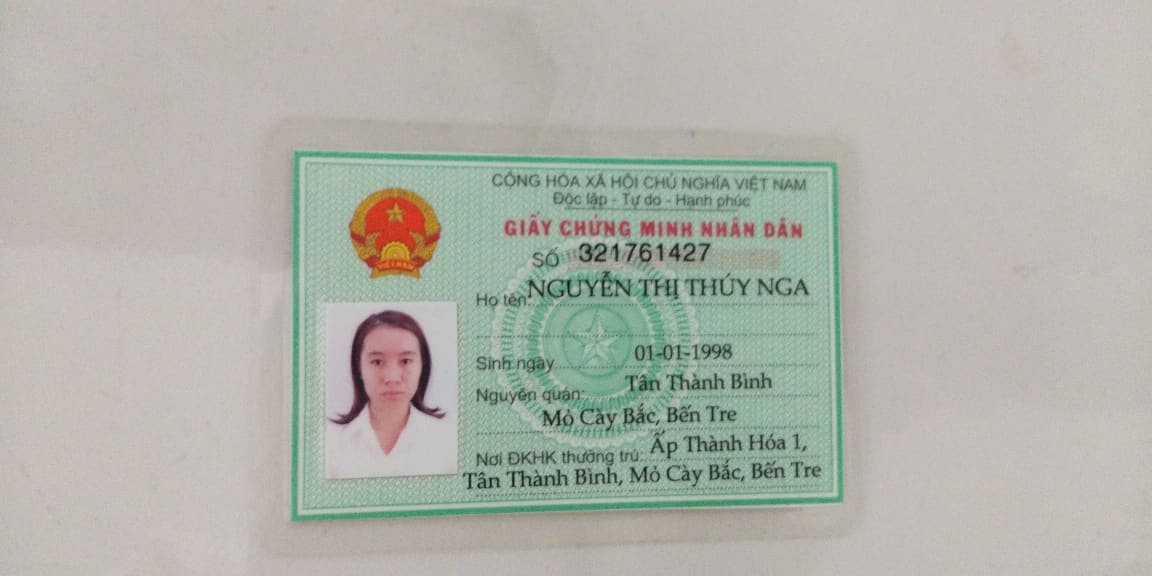 CỘNG HÒA XÃ HỘI CHỦ NGHĨA VIỆT NAM
Độc lập - Tự do - Hạnh phúc
GIẤY CHỨNG MINH NHÂN DÂN
SỐ 321761427
Họ tên: NGUYỄN THỊ THÚY NGA
Sinh ngày 01-01-1998
Nguyên quán: Tân Thành Bình
Mỏ Cày Bắc, Bến Tre
Nơi ĐKHK thường trú: Ấp Thành Hóa 1,
Tân Thành Bình, Mỏ Cày Bắc, Bến Tre
VIỆT NAM